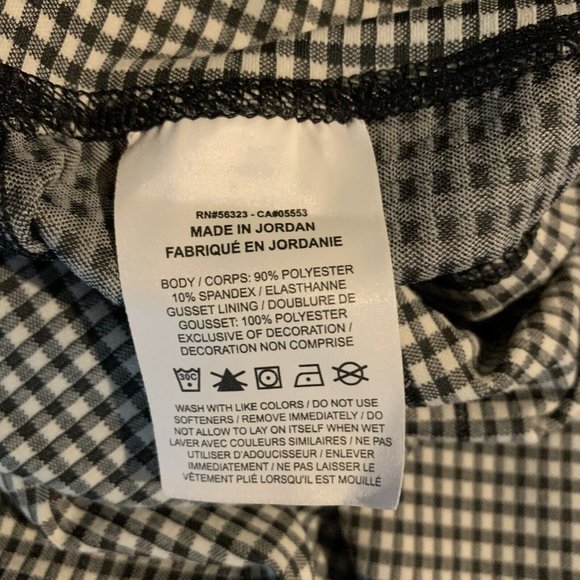 RN#56323 - CA#05553
MADE IN JORDAN
FABRIQUÉ EN JORDANIE
BODY / CORPS: 90% POLYESTER
10% SPANDEX / ELASTHANNE
GUSSET LINING / DOUBLURE DE
GOUSSET: 100% POLYESTER
EXCLUSIVE OF DECORATION /
DECORATION NON COMPRISE
30C
WASH WITH LIKE COLORS / DO NOT USE
SOFTENERS / REMOVE IMMEDIATELY / DO
NOT ALLOW TO LAY ON ITSELF WHEN WET
LAVER AVEC COULEURS SIMILAIRES / NE PAS
UTILISER D'ADOUCISSEUR / ENLEVER
IMMÉDIATEMENT / NE PAS LAISSER LE
VÊTEMENT PLIÉ LORSQU'IL EST MOUILLÉ